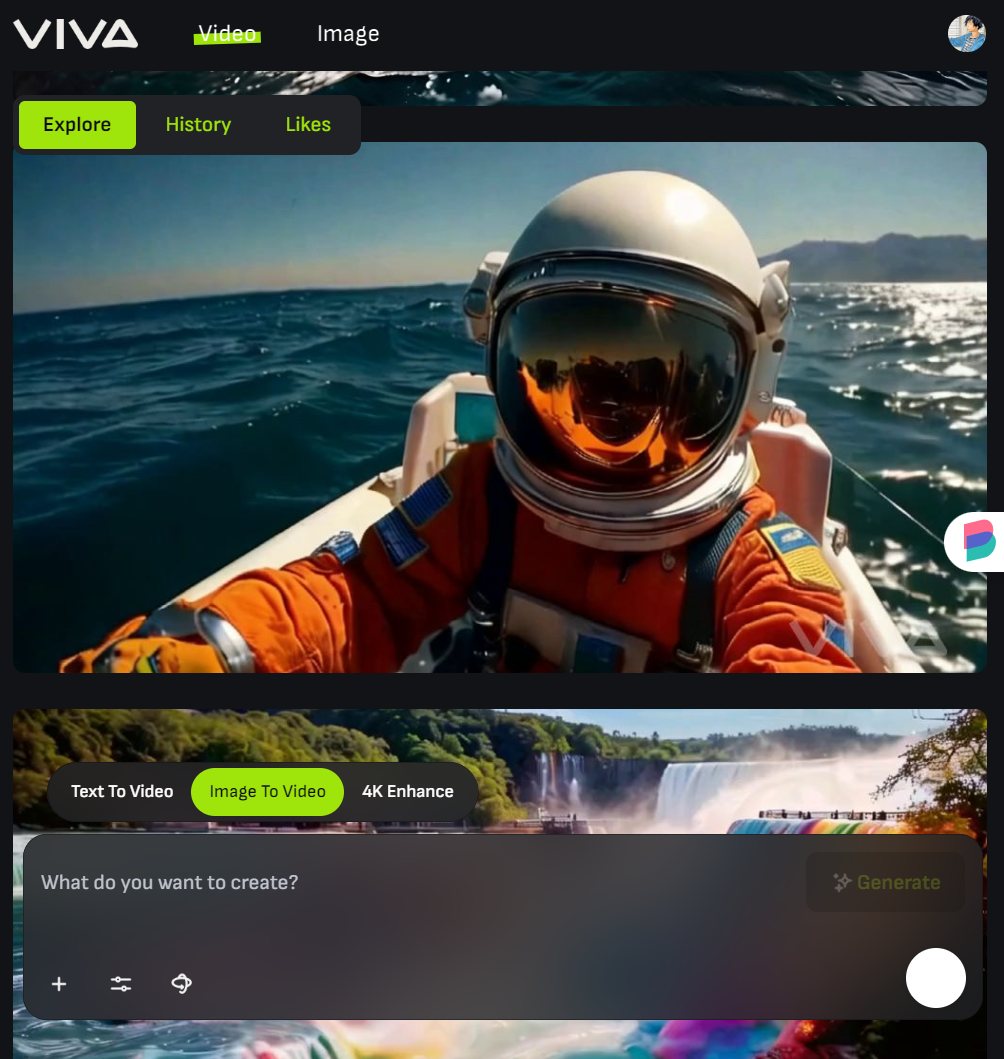 VIVA
Video
Image
Explore
History
Likes
VIVA
Text To Video
Image To Video
4K Enhance
What do you want to create?
Generate